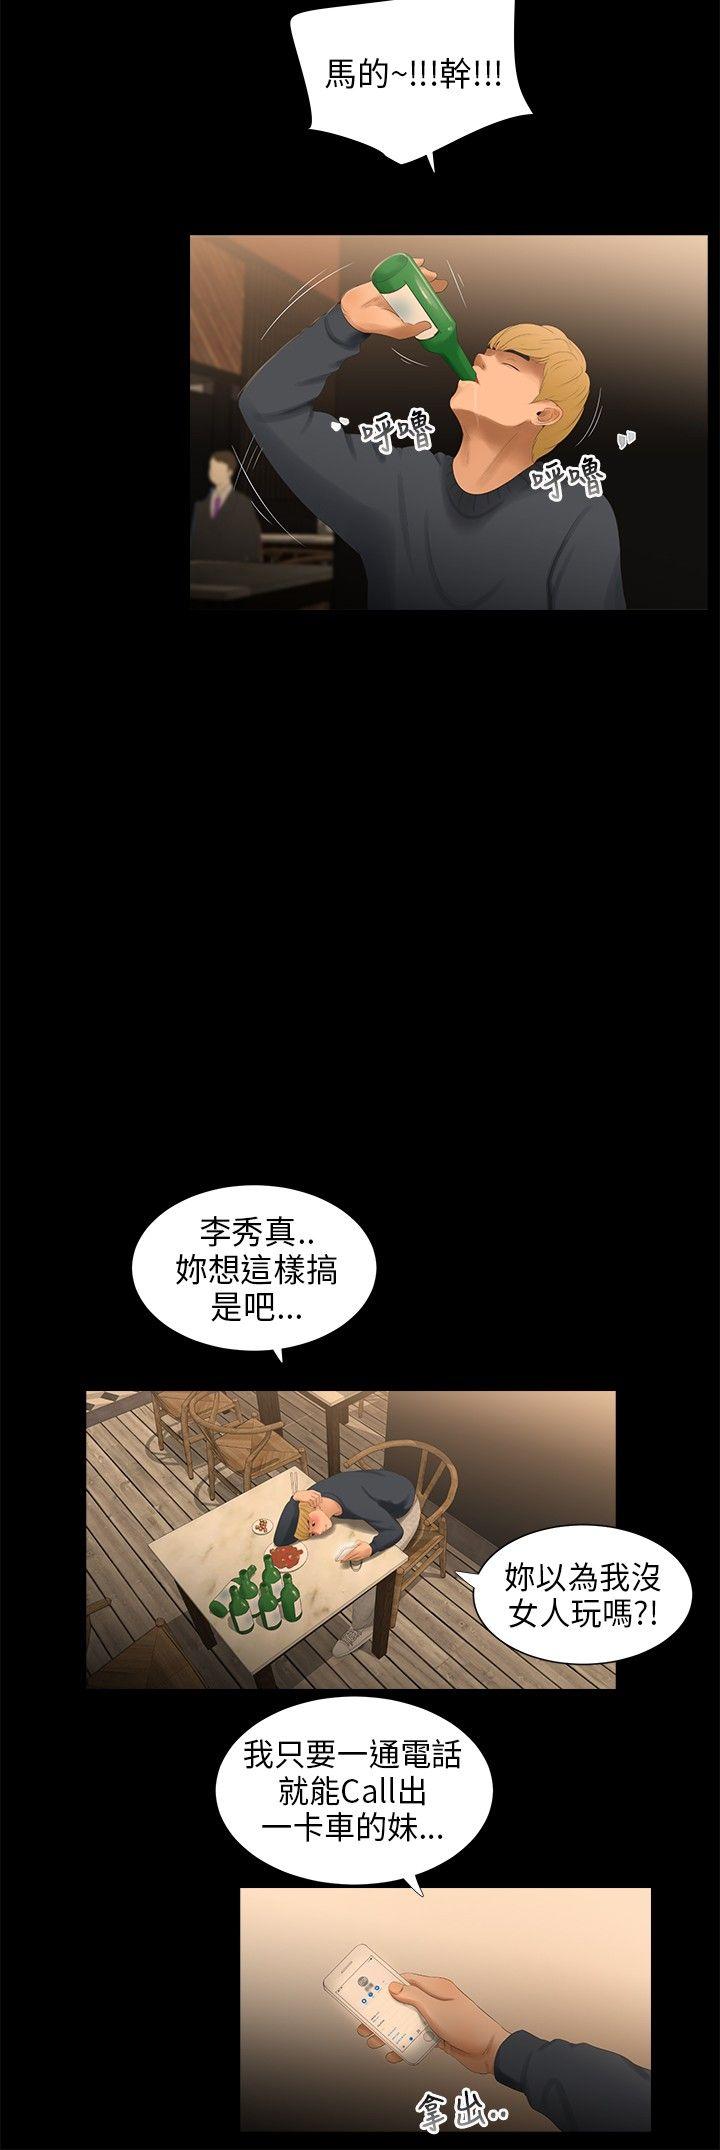 馬的~!!!幹!!!
呼嚕
呼嚕
李秀真..
妳想這樣搞
是吧...
妳以為我沒
女人玩嗎?!
我只要一通電話
就能Call出
一卡車的妹...
拿出..